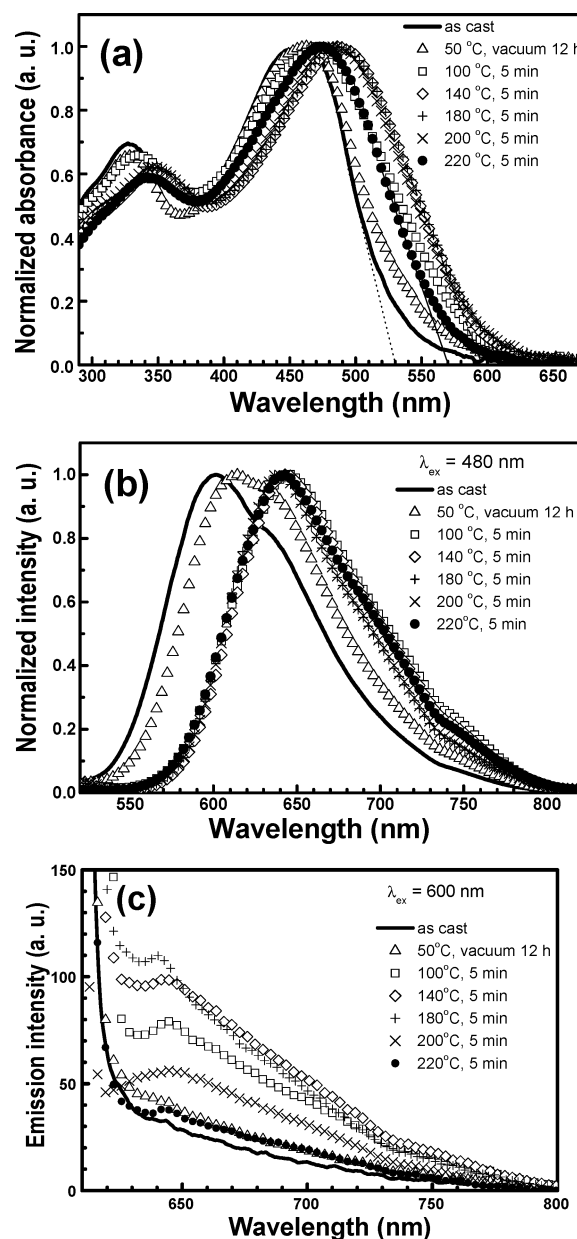 (a)
as cast
50 °C, vacuum 12 h
100 °C, 5 min
140 °C, 5 min
180 °C, 5 min
200 °C, 5 min
220 °C, 5 min
Normalized absorbance (a. u.)
1.0
0.8
0.6
0.4
0.2
0.0
300 350 400 450 500 550 600 650
Wavelength (nm)
(b)
λex = 480 nm
as cast
50 °C, vacuum 12 h
100 °C, 5 min
140 °C, 5 min
180 °C, 5 min
200 °C, 5 min
220°C, 5 min
Normalized intensity (a. u.)
1.0
0.8
0.6
0.4
0.2
0.0
550 600 650 700 750 800
Wavelength (nm)
(c)
λex = 600 nm
as cast
50°C, vacuum 12 h
100°C, 5 min
140°C, 5 min
180°C, 5 min
200°C, 5 min
220°C, 5 min
Emission intensity (a. u.)
150
100
50
0
650 700 750 800
Wavelength (nm)